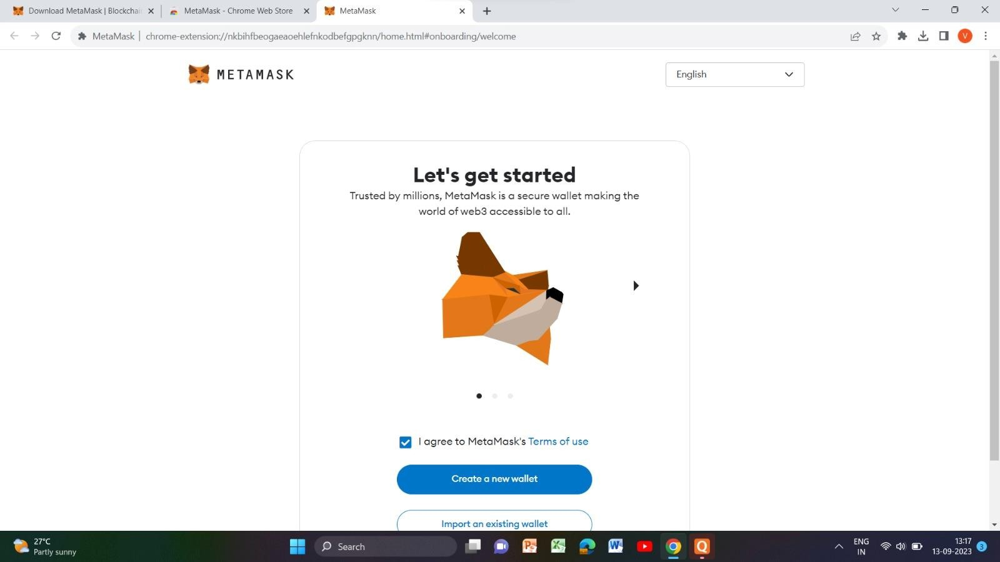 Download MetaMask | Blockchai
MetaMask - Chrome Web Store
MetaMask
MetaMask | chrome-extension://nkbihfbeogaeaoehlefnkodbefgpgknn/home.html#onboarding/welcome
V
METAMASK
English
Let's get started
Trusted by millions, MetaMask is a secure wallet making the
world of web3 accessible to all.
I agree to MetaMask's Terms of use
Create a new wallet
Import an existing wallet
27°C
Partly sunny
Search
ENG
IN
13:17
13-09-2023
3